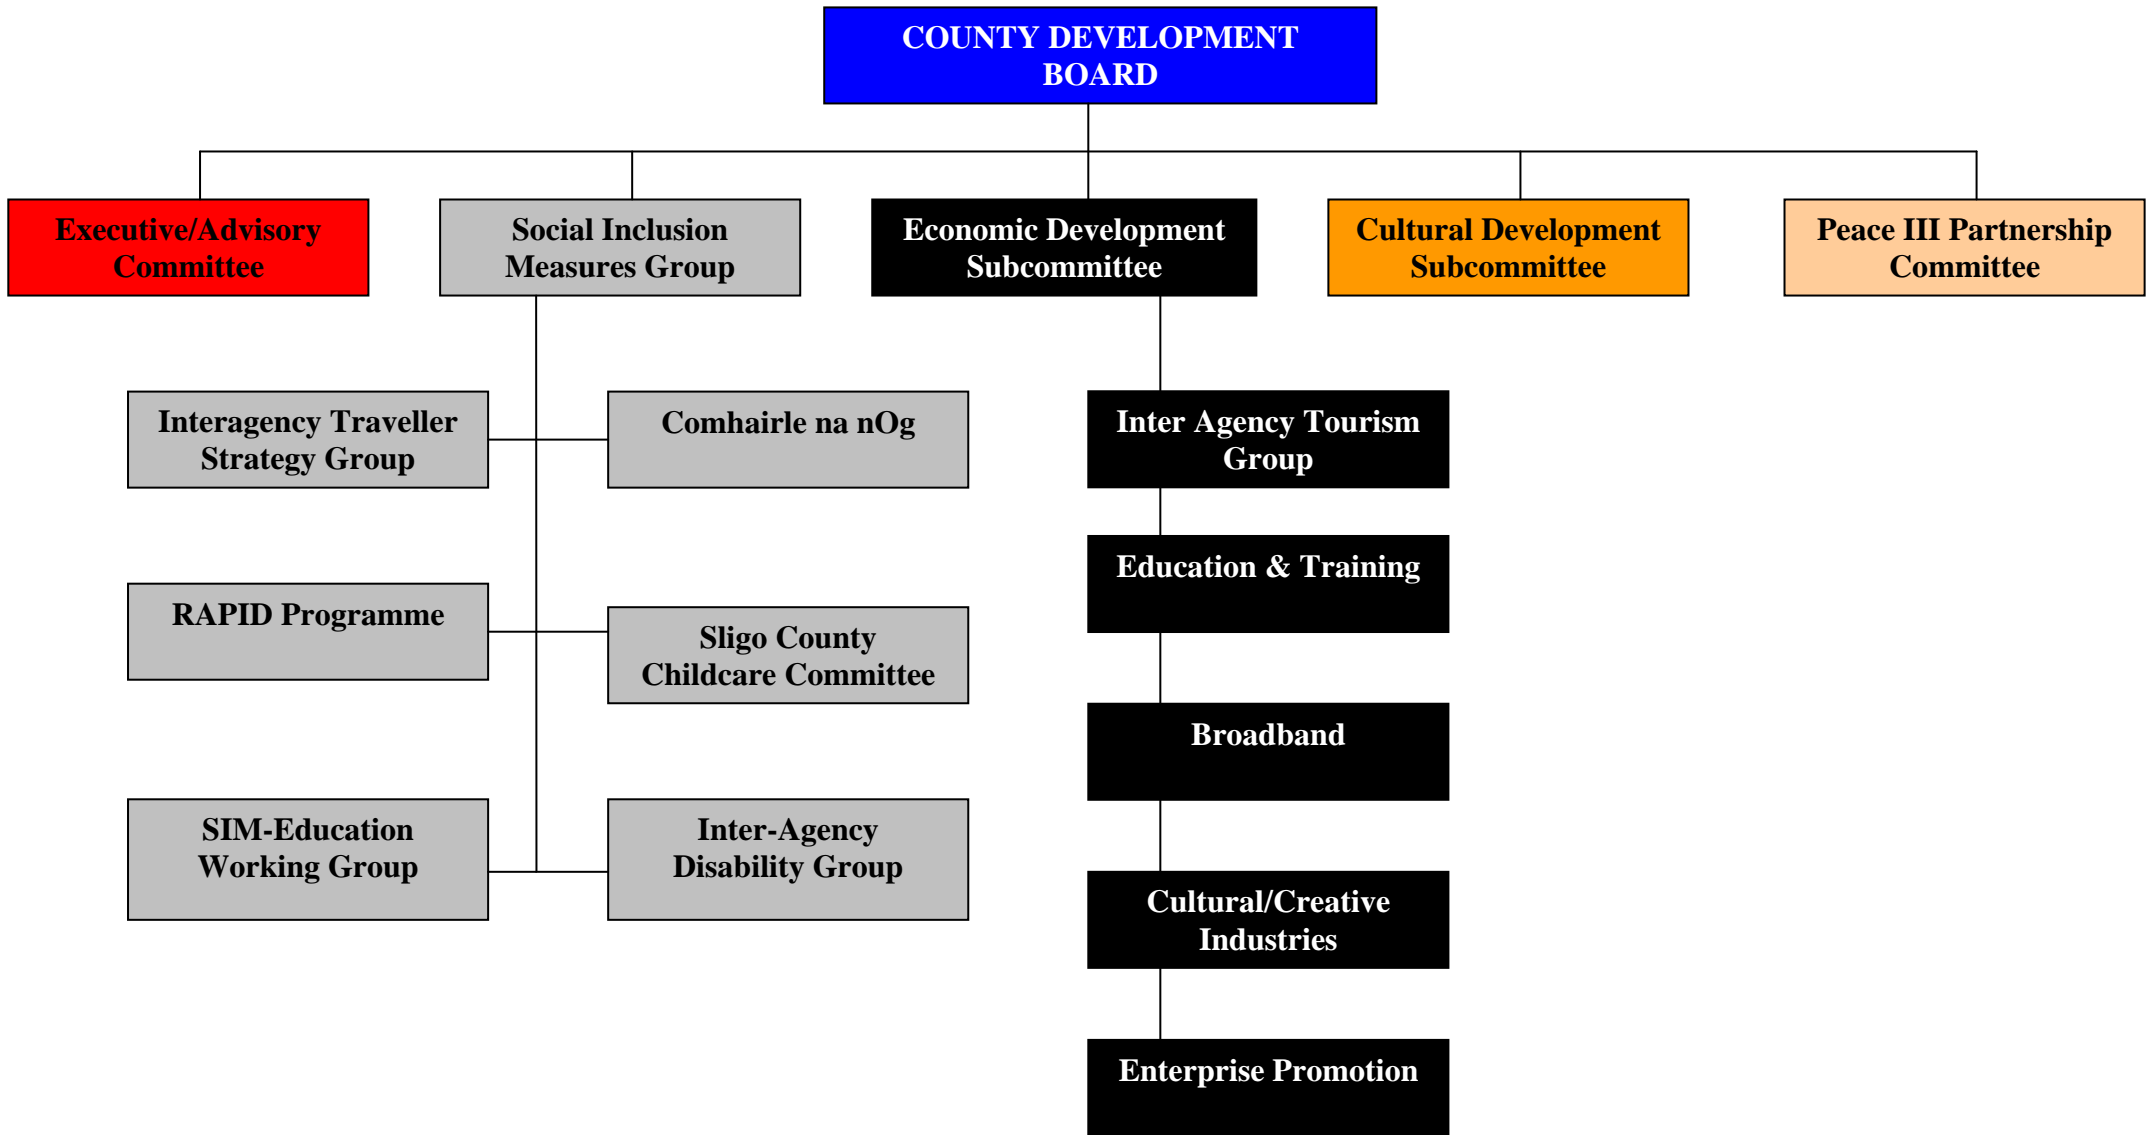 COUNTY DEVELOPMENT
BOARD
Executive/Advisory
Committee
Social Inclusion
Measures Group
Economic Development
Subcommittee
Cultural Development
Subcommittee
Peace III Partnership
Committee
Interagency Traveller
Strategy Group
Comhairle na nOg
Inter Agency Tourism
Group
Education & Training
RAPID Programme
Sligo County
Childcare Committee
Broadband
SIM-Education
Working Group
Inter-Agency
Disability Group
Cultural/Creative
Industries
Enterprise Promotion